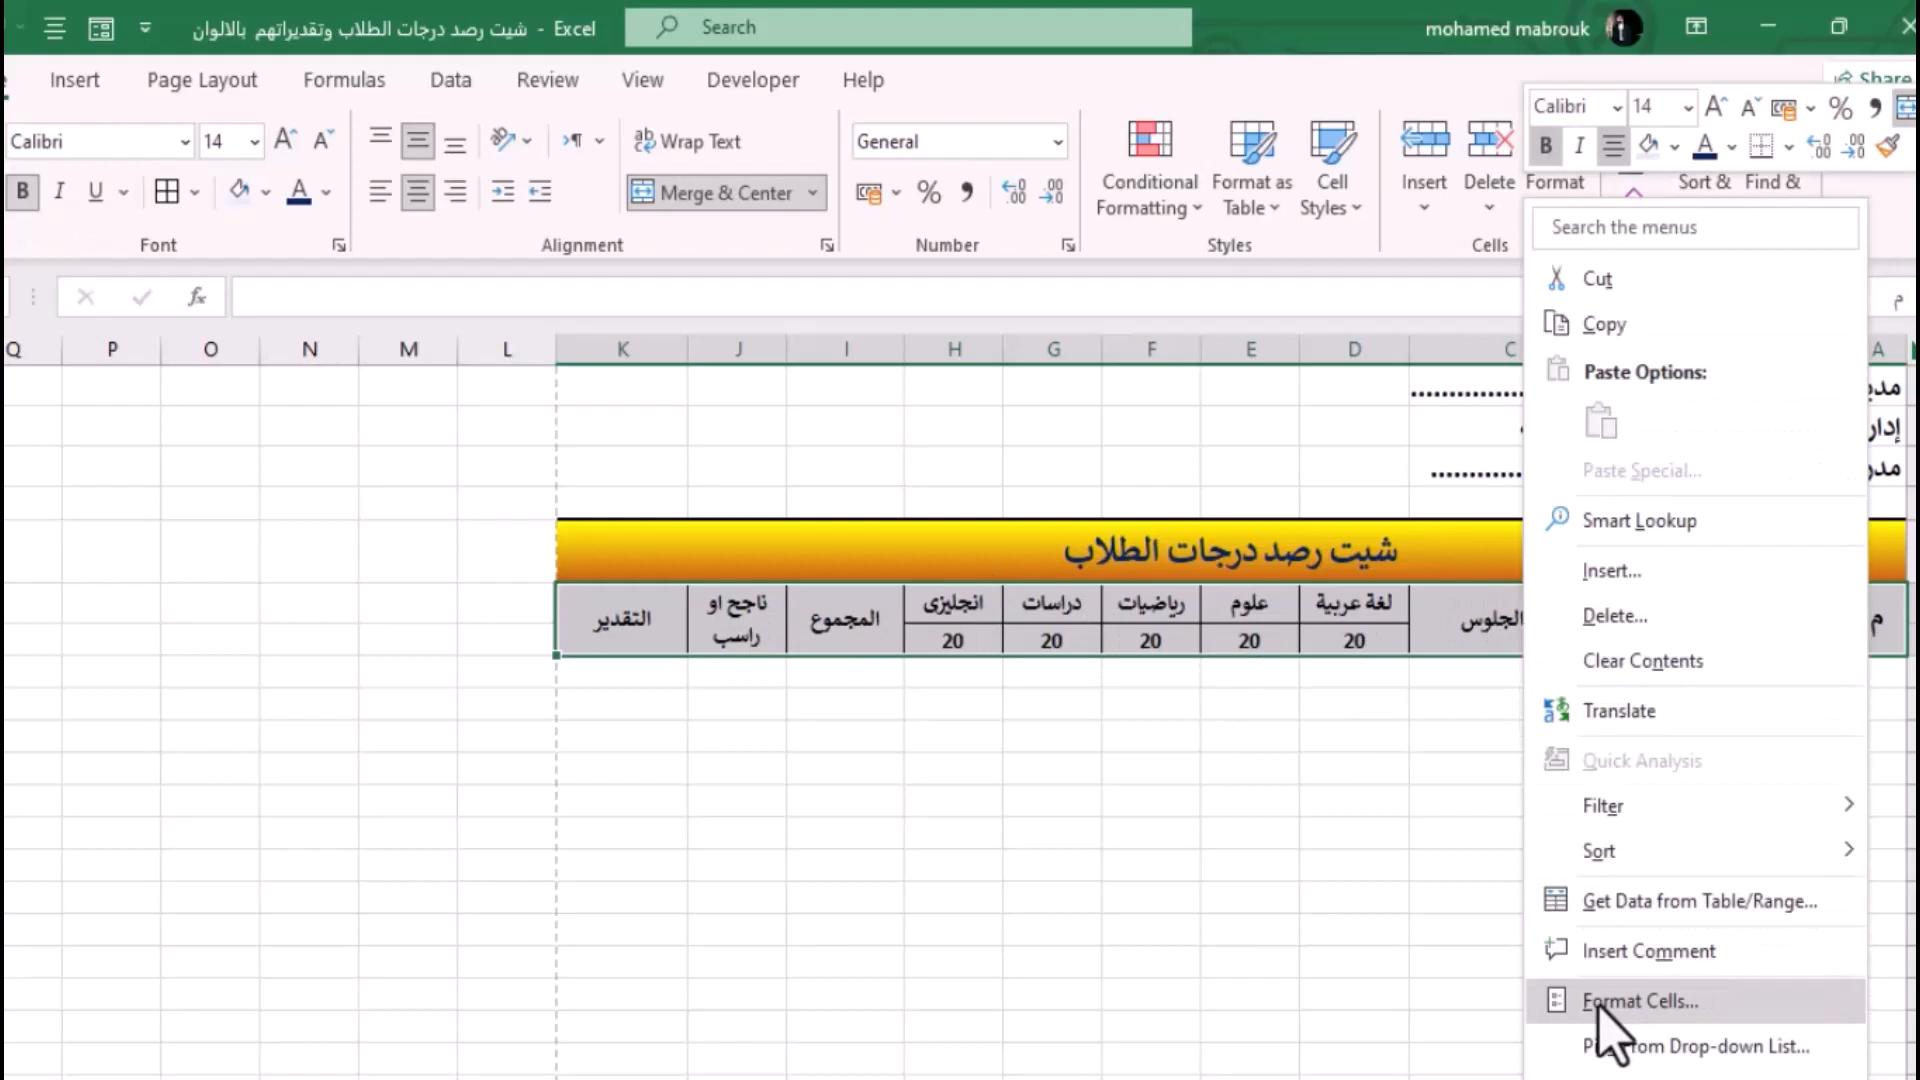 شيت رصد درجات الطلاب وتقديراتهم بالالوان - Excel
Search
mohamed mabrouk
Insert
Page Layout
Formulas
Data
Review
View
Developer
Help
Share
Calibri
14
Wrap Text
General
B
I
U
Merge & Center
%
Conditional Formatting
Format as Table
Cell Styles
Insert
Delete
Format
Sort &
Find &
Font
Alignment
Number
Styles
Cells
Calibri
14
%
B
I
fx
م
Q P O N M L K J I H G F E D C A
شيت رصد درجات الطلاب
م
الجلوس
لغة عربية
علوم
رياضيات
دراسات
انجليزى
المجموع
ناجح او
راسب
التقدير
20 20 20 20 20
Search the menus
Cut
Copy
Paste Options:
Paste Special...
Smart Lookup
Insert...
Delete...
Clear Contents
Translate
Quick Analysis
Filter
Sort
Get Data from Table/Range...
Insert Comment
Format Cells...
from Drop-down List...